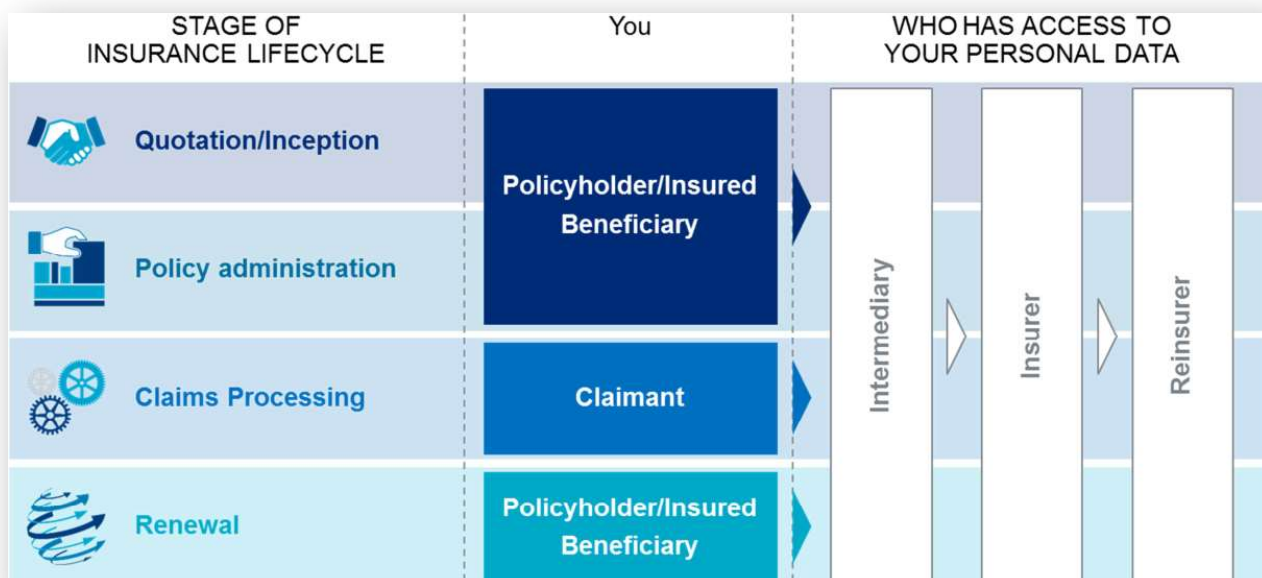 STAGE OF
INSURANCE LIFECYCLE
You
WHO HAS ACCESS TO
YOUR PERSONAL DATA
Quotation/Inception
Policy administration
Claims Processing
Renewal
Policyholder/Insured
Beneficiary
Claimant
Policyholder/Insured
Beneficiary
Intermediary
Insurer
Reinsurer